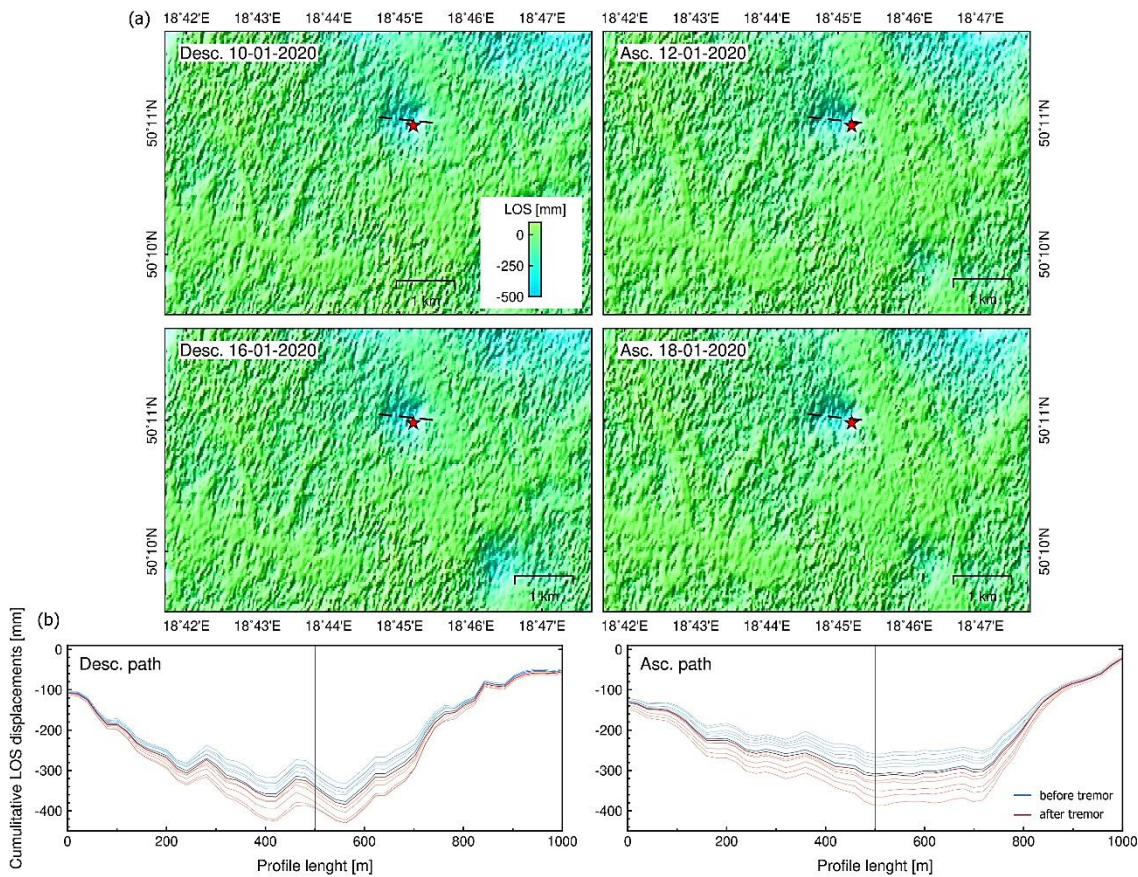 (a)
18˚42'E 18˚43'E 18˚44'E 18˚45'E 18˚46'E 18˚47'E 18˚42'E 18˚43'E 18˚44'E 18˚45'E 18˚46'E 18˚47'E
Desc. 10-01-2020
Asc. 12-01-2020
50˚11'N
50˚11'N
LOS [mm]
0
-250
-500
50˚10'N
50˚10'N
1 km
1 km
Desc. 16-01-2020
Asc. 18-01-2020
50˚11'N
50˚11'N
50˚10'N
50˚10'N
1 km
1 km
18˚42'E 18˚43'E 18˚44'E 18˚45'E 18˚46'E 18˚47'E 18˚42'E 18˚43'E 18˚44'E 18˚45'E 18˚46'E 18˚47'E
(b)
Cumulitative LOS displacements [mm]
0
-100
-200
-300
-400
Desc. path
0 200 400 600 800 1000
Profile lenght [m]
0
-100
-200
-300
-400
Asc. path
before tremor
after tremor
0 200 400 600 800 1000
Profile lenght [m]